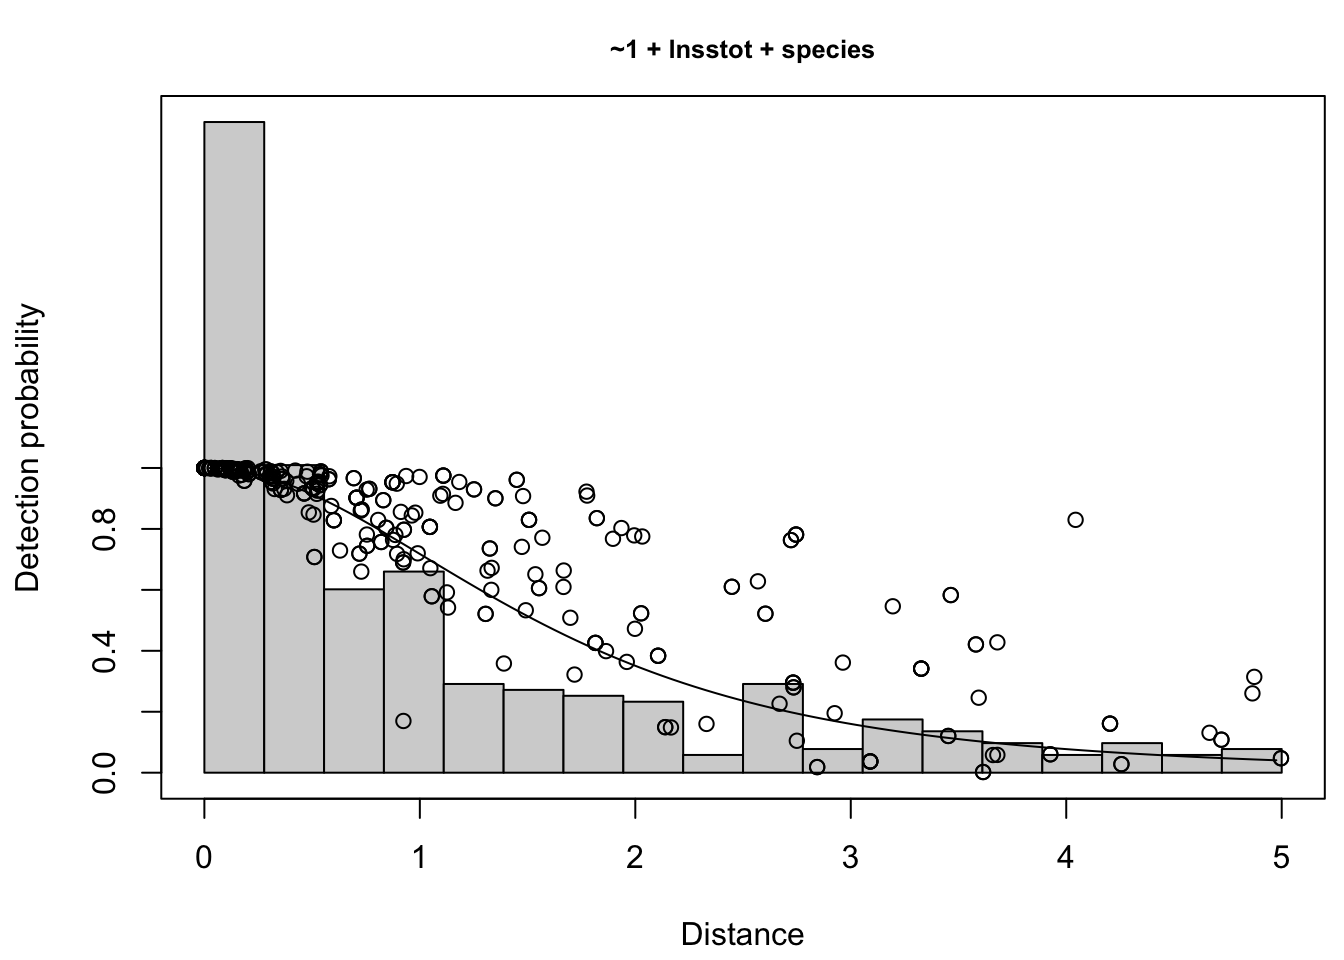 ~1 + lnsstot + species
Detection probability
0.8
0.4
0.0
0 1 2 3 4 5
Distance